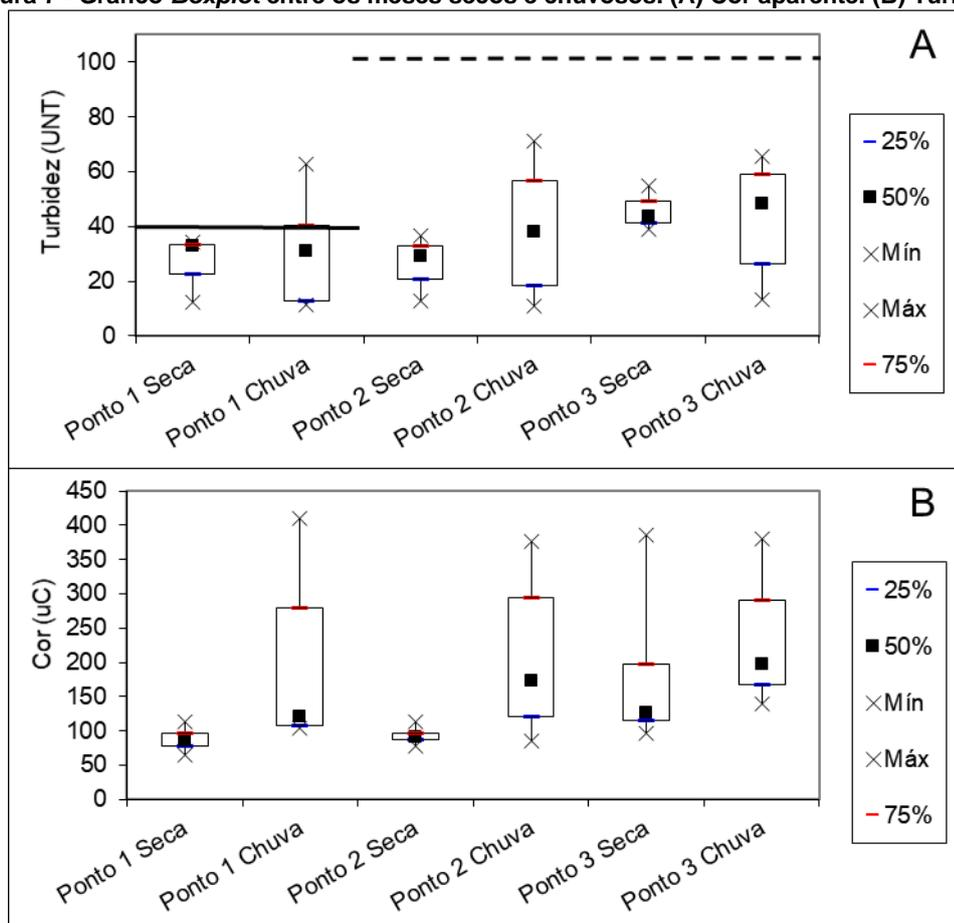 Gráfico Boxplot entre os meses secos e chuvosos. (A) Cor aparente. (B)
A
Turbidez (UNT)
100
80
60
40
20
0
Ponto 1 Seca
Ponto 1 Chuva
Ponto 2 Seca
Ponto 2 Chuva
Ponto 3 Seca
Ponto 3 Chuva
25%
50%
Mín
Máx
75%
B
Cor (uC)
450
400
350
300
250
200
150
100
50
0
Ponto 1 Seca
Ponto 1 Chuva
Ponto 2 Seca
Ponto 2 Chuva
Ponto 3 Seca
Ponto 3 Chuva
25%
50%
Mín
Máx
75%